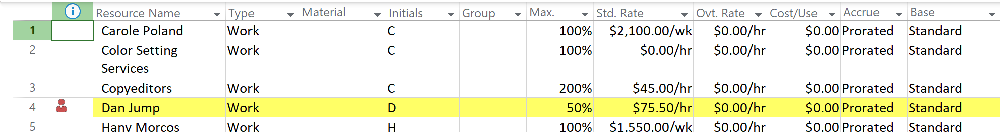 Resource Name Type Material Initials Group Max. Std. Rate Ovt. Rate Cost/Use Accrue Base
1 Carole Poland Work C 100% $2,100.00/wk $0.00/hr $0.00 Prorated Standard
2 Color Setting Work C 100% $0.00/hr $0.00/hr $0.00 Prorated Standard
Services
3 Copyeditors Work C 200% $45.00/hr $0.00/hr $0.00 Prorated Standard
4 Dan Jump Work D 50% $75.50/hr $0.00/hr $0.00 Prorated Standard
5 Hany Morcos Work H 100% $1,550.00/wk $0.00/hr $0.00 Prorated Standard